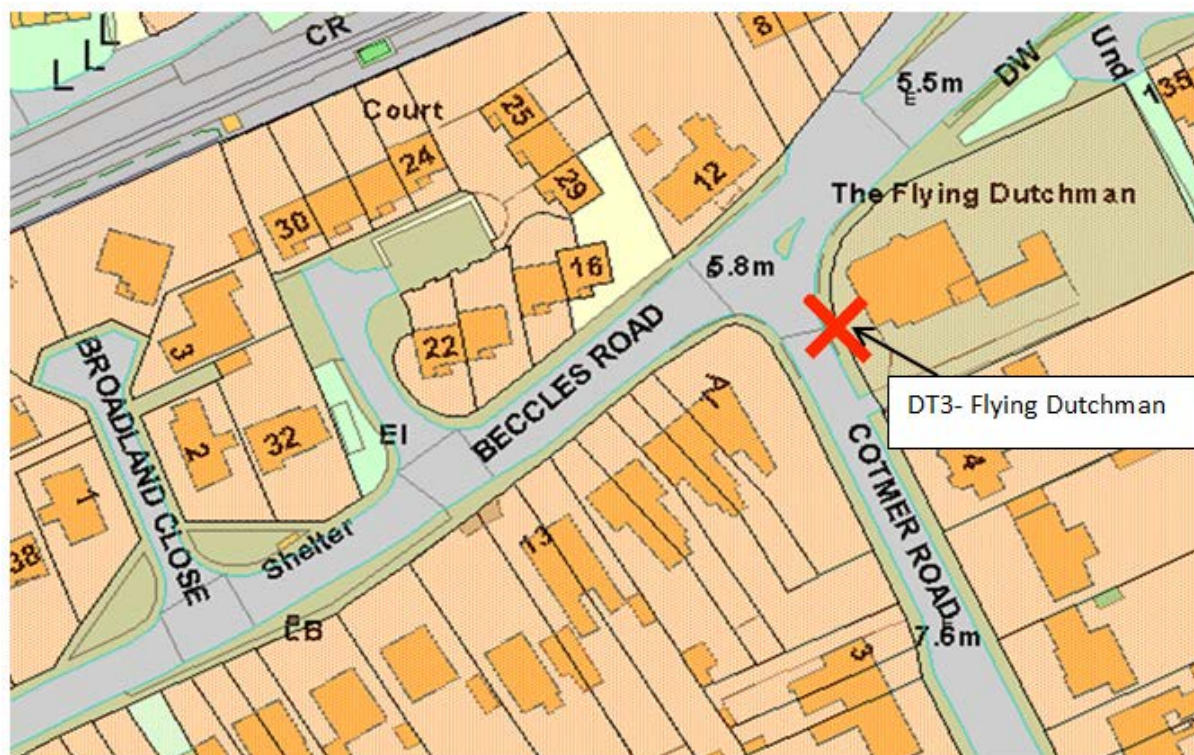 CR
L
L
L
Court
8
5.5m
E
DW
Und
135
25
24
29
12
30
The Flying Dutchman
16
5.8m
3
22
BROADLAND CLOSE
BECCLES ROAD
DT3- Flying Dutchman
2
32
El
COTMER ROAD
4
1
13
Shelter
38
LB
7.6m
3